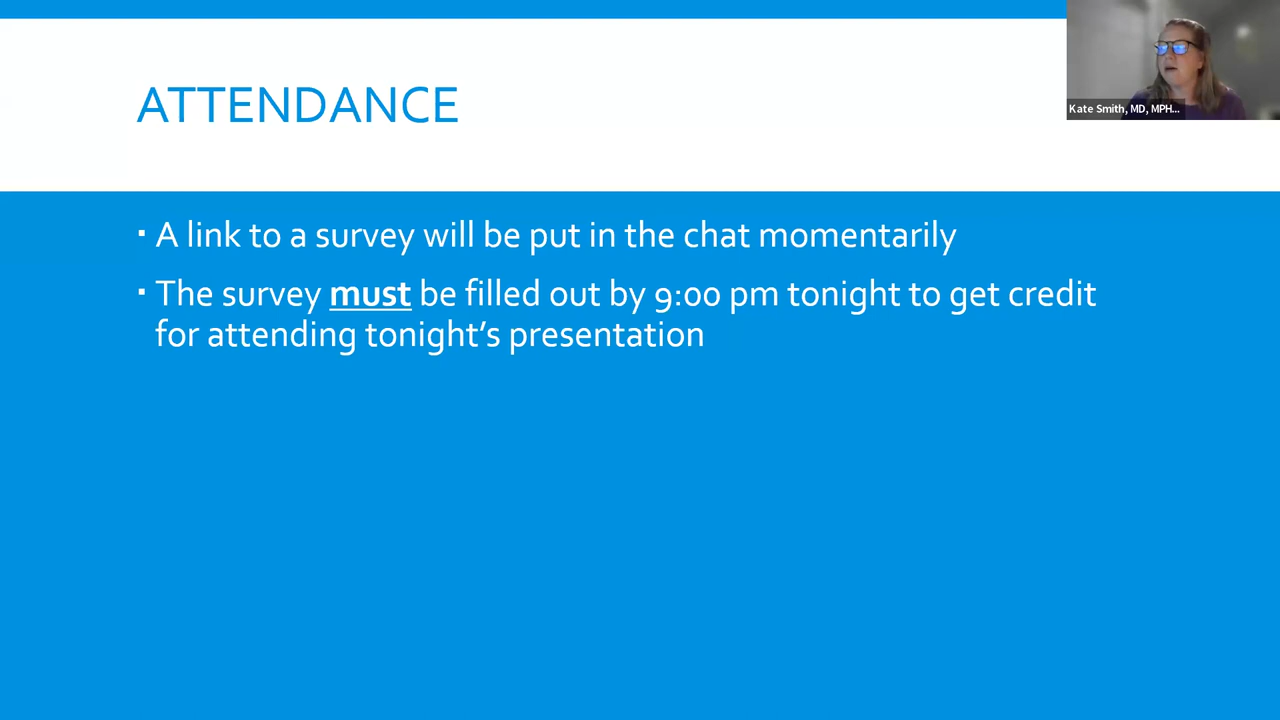 ATTENDANCE
Kate Smith, MD, MPH...
▪ A link to a survey will be put in the chat momentarily
▪ The survey must be filled out by 9:00 pm tonight to get credit
for attending tonight’s presentation